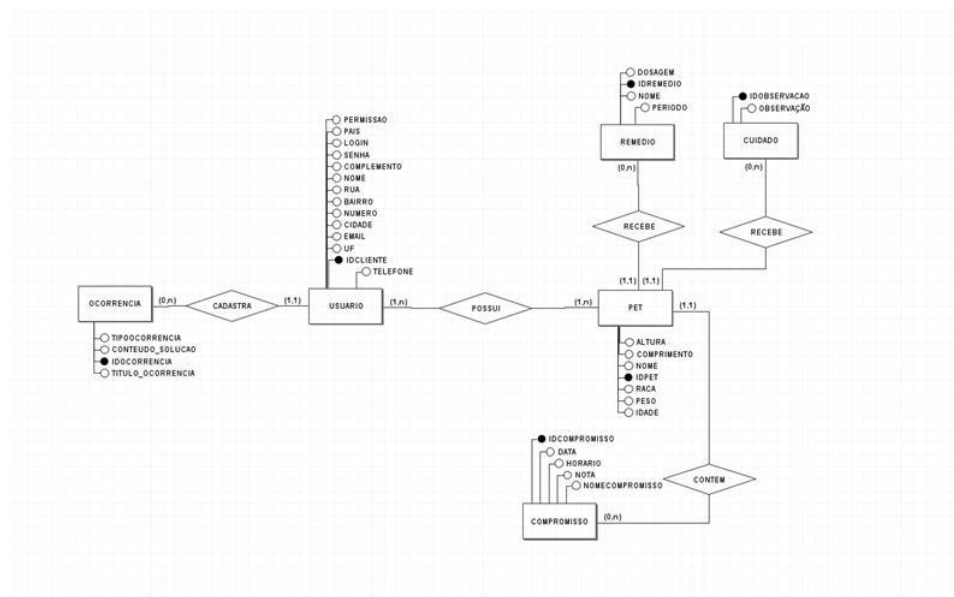 DOSAGEM
IDREMEDIO
NOME
PERIODO
REMEDIO
(0,n)
IDOBSERVACAO
OBSERVAÇÃO
CUIDADO
(0,n)
RECEBE
RECEBE
PERMISSAO
PAIS
LOGIN
SENHA
COMPLEMENTO
NOME
RUA
BAIRRO
NUMERO
CIDADE
EMAIL
UF
IDCLIENTE
TELEFONE
OCORRENCIA
(0,n)
CADASTRA
(1,1)
USUARIO
(1,n)
POSSUI
(1,n)
PET
(1,1)
(1,1)
(1,1)
TIPOOCORRENCIA
CONTEUDO_SOLUCAO
IDOCORRENCIA
TITULO_OCORRENCIA
ALTURA
COMPRIMENTO
NOME
IDPET
RACA
PESO
IDADE
IDCOMPROMISSO
DATA
HORARIO
NOTA
NOMECOMPROMISSO
CONTEM
COMPROMISSO
(0,n)